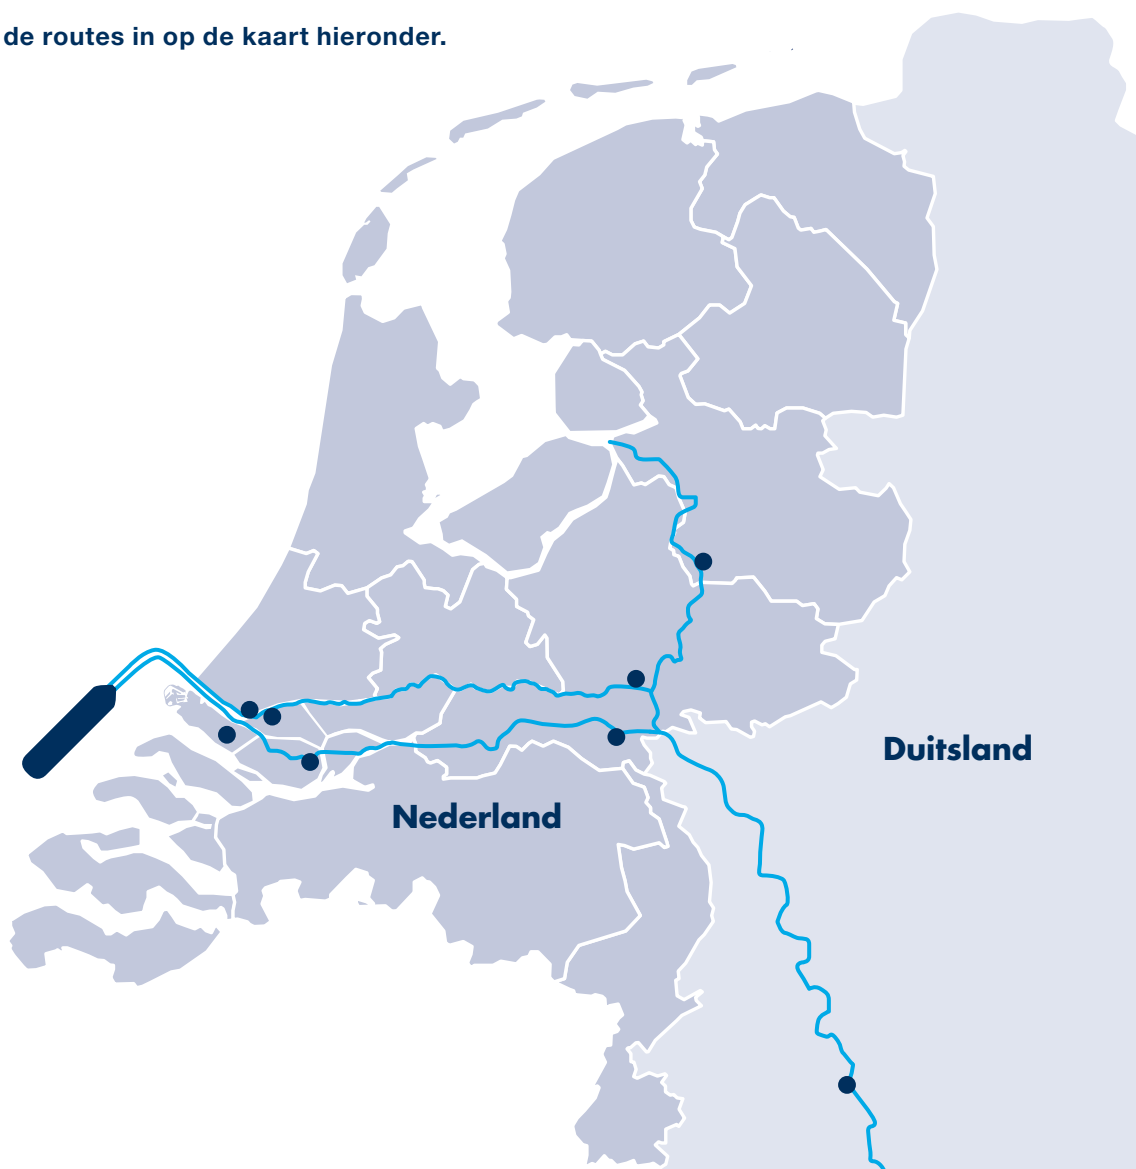 de routes in op de kaart hieronder.
Duitsland
Nederland